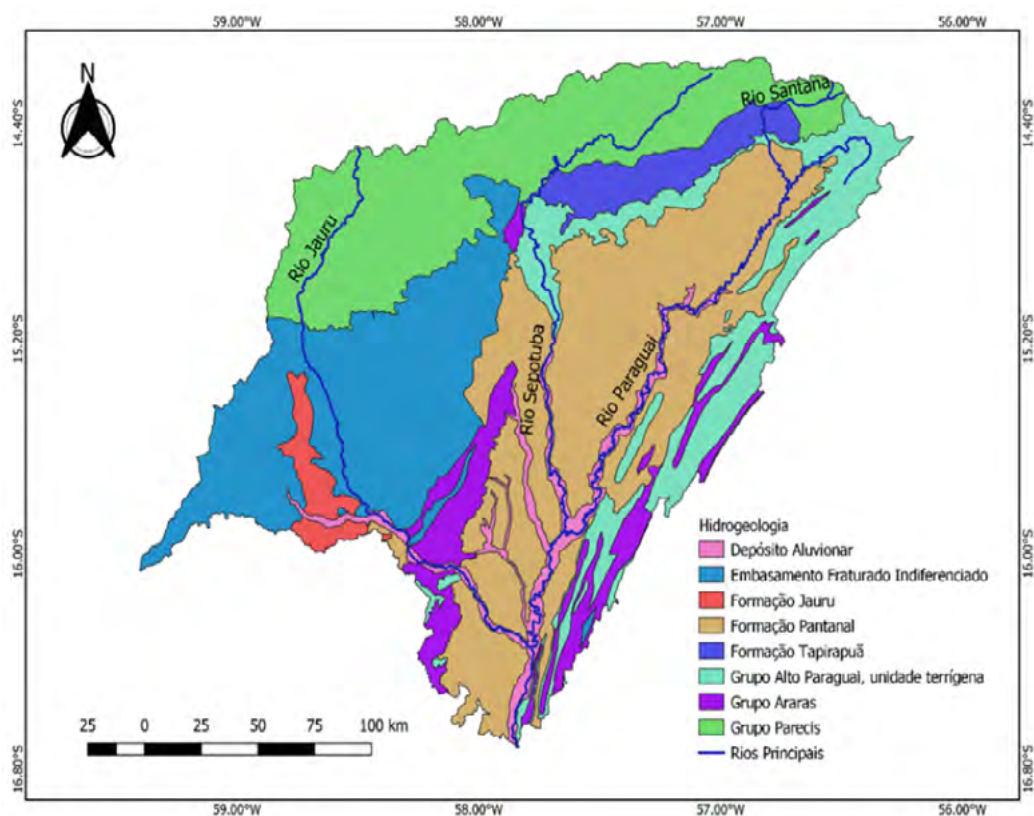 59.00°W 58.00°W 57.00°W 56.00°W
N
14.40°S
14.40°S
Rio Santana
Rio Jauru
15.20°S
15.20°S
Rio Sepotuba
Rio Paraguai
16.00°S
16.00°S
Hidrogeologia
Depósito Aluvionar
Embasamento Fraturado Indiferenciado
Formação Jauru
Formação Pantanal
Formação Tapirapuã
Grupo Alto Paraguai, unidade terrígena
Grupo Araras
Grupo Parecis
Rios Principais
25 0 25 50 75 100 km
16.80°S
16.80°S
59.00°W 58.00°W 57.00°W 56.00°W